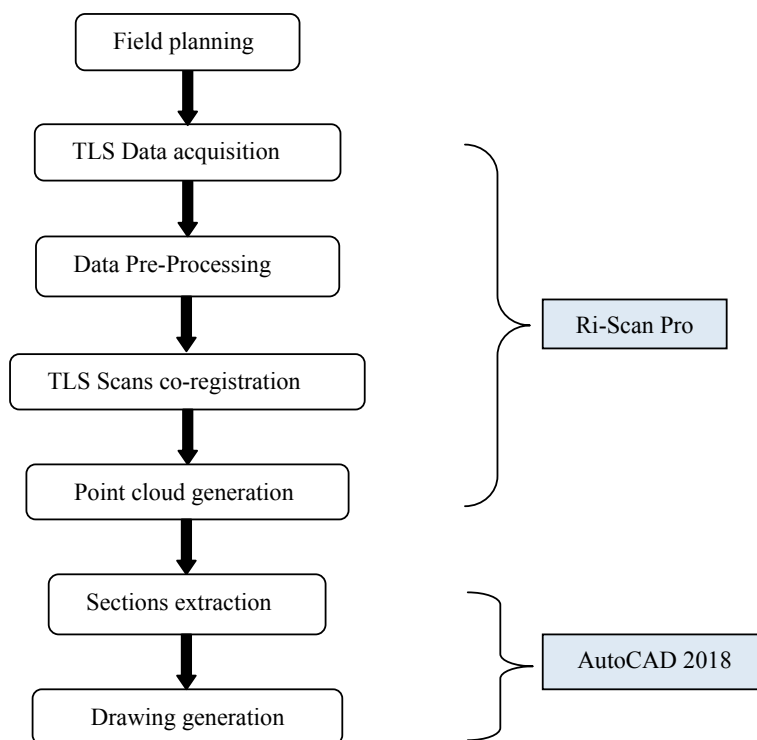 Field planning
TLS Data acquisition
Data Pre-Processing
Ri-Scan Pro
TLS Scans co-registration
Point cloud generation
Sections extraction
AutoCAD 2018
Drawing generation